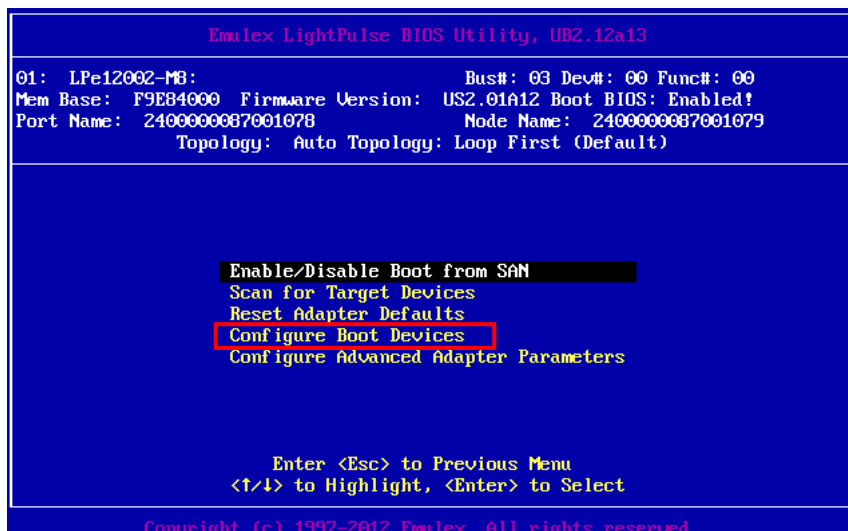 Emulex LightPulse BIOS Utility, UB2.12a13
01: LPe12002-M8: Bus#: 03 Dev#: 00 Func#: 00
Mem Base: F9E84000 Firmware Version: US2.01A12 Boot BIOS: Enabled!
Port Name: 2400000087001078 Node Name: 2400000087001079
Topology: Auto Topology: Loop First (Default)
Enable/Disable Boot from SAN
Scan for Target Devices
Reset Adapter Defaults
Configure Boot Devices
Configure Advanced Adapter Parameters
Enter <Esc> to Previous Menu
<↑/↓> to Highlight, <Enter> to Select
Copyright (c) 1997-2012 Emulex. All rights reserved